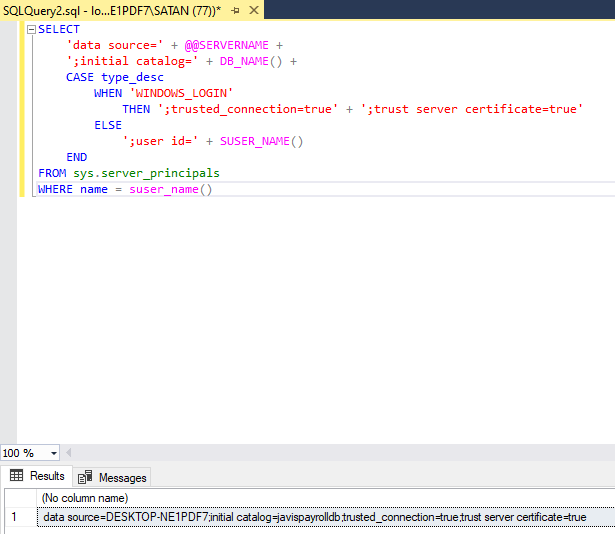 SQLQuery2.sql - lo...E1PDF7\SATAN (77))*
SELECT
'data source=' + @@SERVERNAME +
';initial catalog=' + DB_NAME() +
CASE type_desc
WHEN 'WINDOWS_LOGIN'
THEN ';trusted_connection=true' + ';trust server certificate=true'
ELSE
';user id=' + SUSER_NAME()
END
FROM sys.server_principals
WHERE name = suser_name()
100 %
Results Messages
(No column name)
1 data source=DESKTOP-NE1PDF7;initial catalog=javispayrolldb;trusted_connection=true;trust server certificate=true